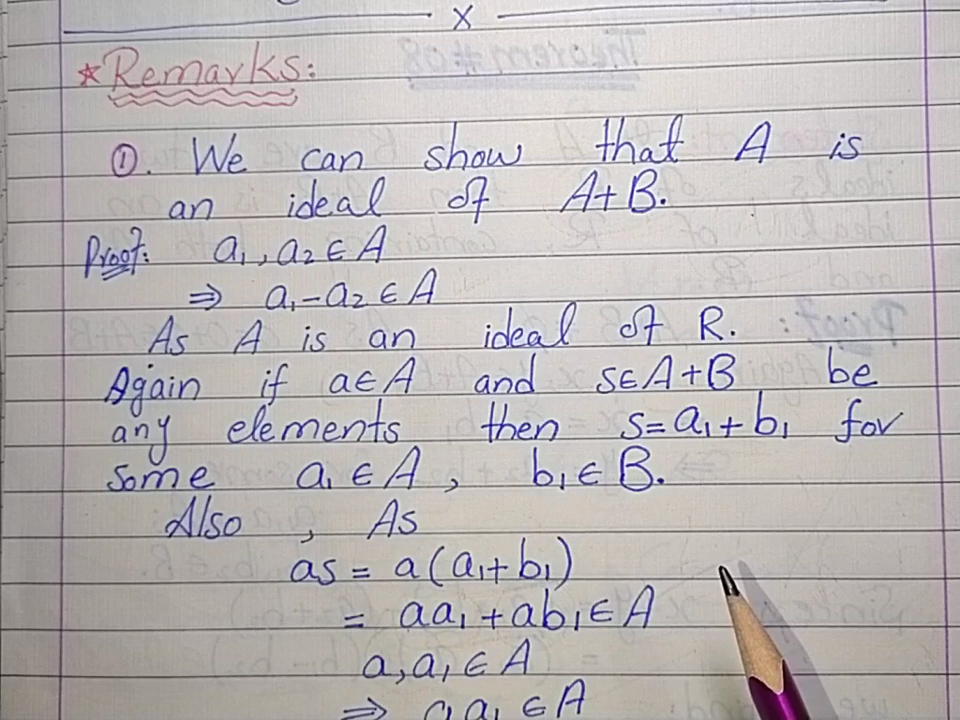 x
*Remarks:
①. We can show that A is
an ideal of A+B.
Proof: a₁, a₂ ∈ A
⇒ a₁-a₂ ∈ A
As A is an ideal of R.
Again if a∈A and s∈A+B be
any elements then s=a₁+b₁ for
some a₁ ∈ A, b₁ ∈ B.
Also, As
as = a(a₁+b₁)
= aa₁+ab₁ ∈ A
a, a₁ ∈ A
⇒ a a₁ ∈ A